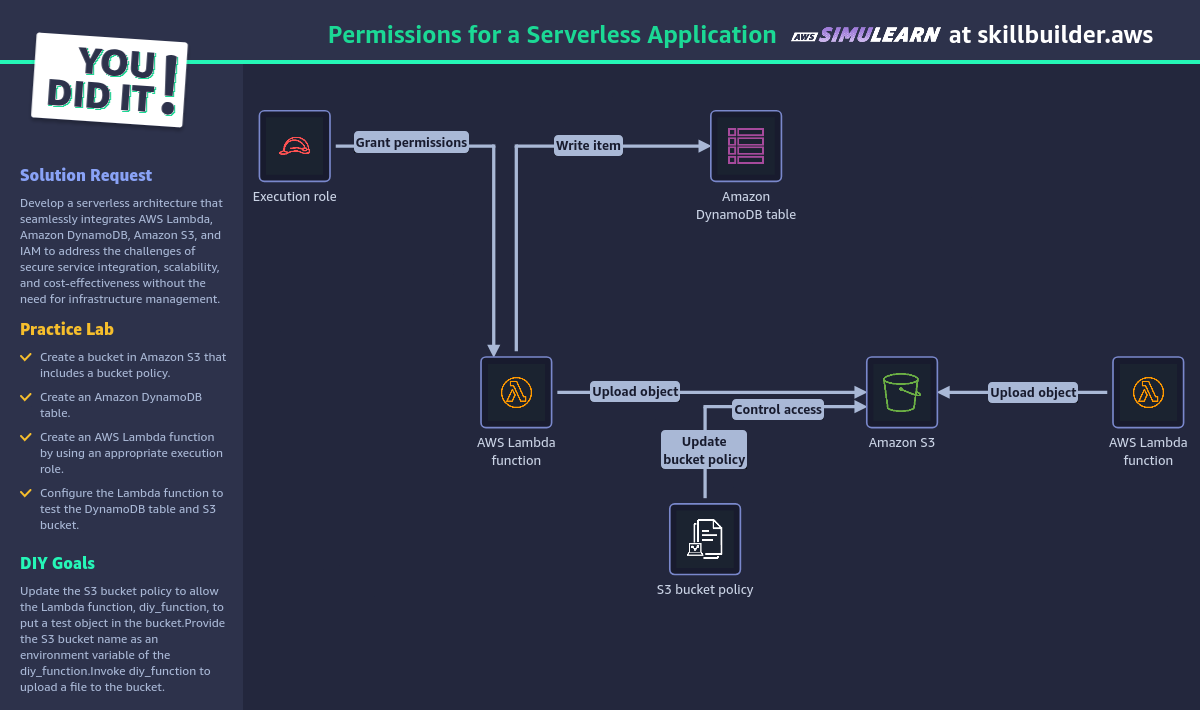 Permissions for a Serverless Application AWS SIMULEARN at skillbuilder.aws
YOU
DID IT!
Solution Request
Develop a serverless architecture that
seamlessly integrates AWS Lambda,
Amazon DynamoDB, Amazon S3, and
IAM to address the challenges of
secure service integration, scalability,
and cost-effectiveness without the
need for infrastructure management.
Practice Lab
Create a bucket in Amazon S3 that
includes a bucket policy.
Create an Amazon DynamoDB
table.
Create an AWS Lambda function
by using an appropriate execution
role.
Configure the Lambda function to
test the DynamoDB table and S3
bucket.
DIY Goals
Update the S3 bucket policy to allow
the Lambda function, diy_function, to
put a test object in the bucket.Provide
the S3 bucket name as an
environment variable of the
diy_function.Invoke diy_function to
upload a file to the bucket.
Grant permissions
Write item
Execution role
Amazon
DynamoDB table
Upload object
Control access
Upload object
Update
bucket policy
AWS Lambda
function
Amazon S3
AWS Lambda
function
S3 bucket policy